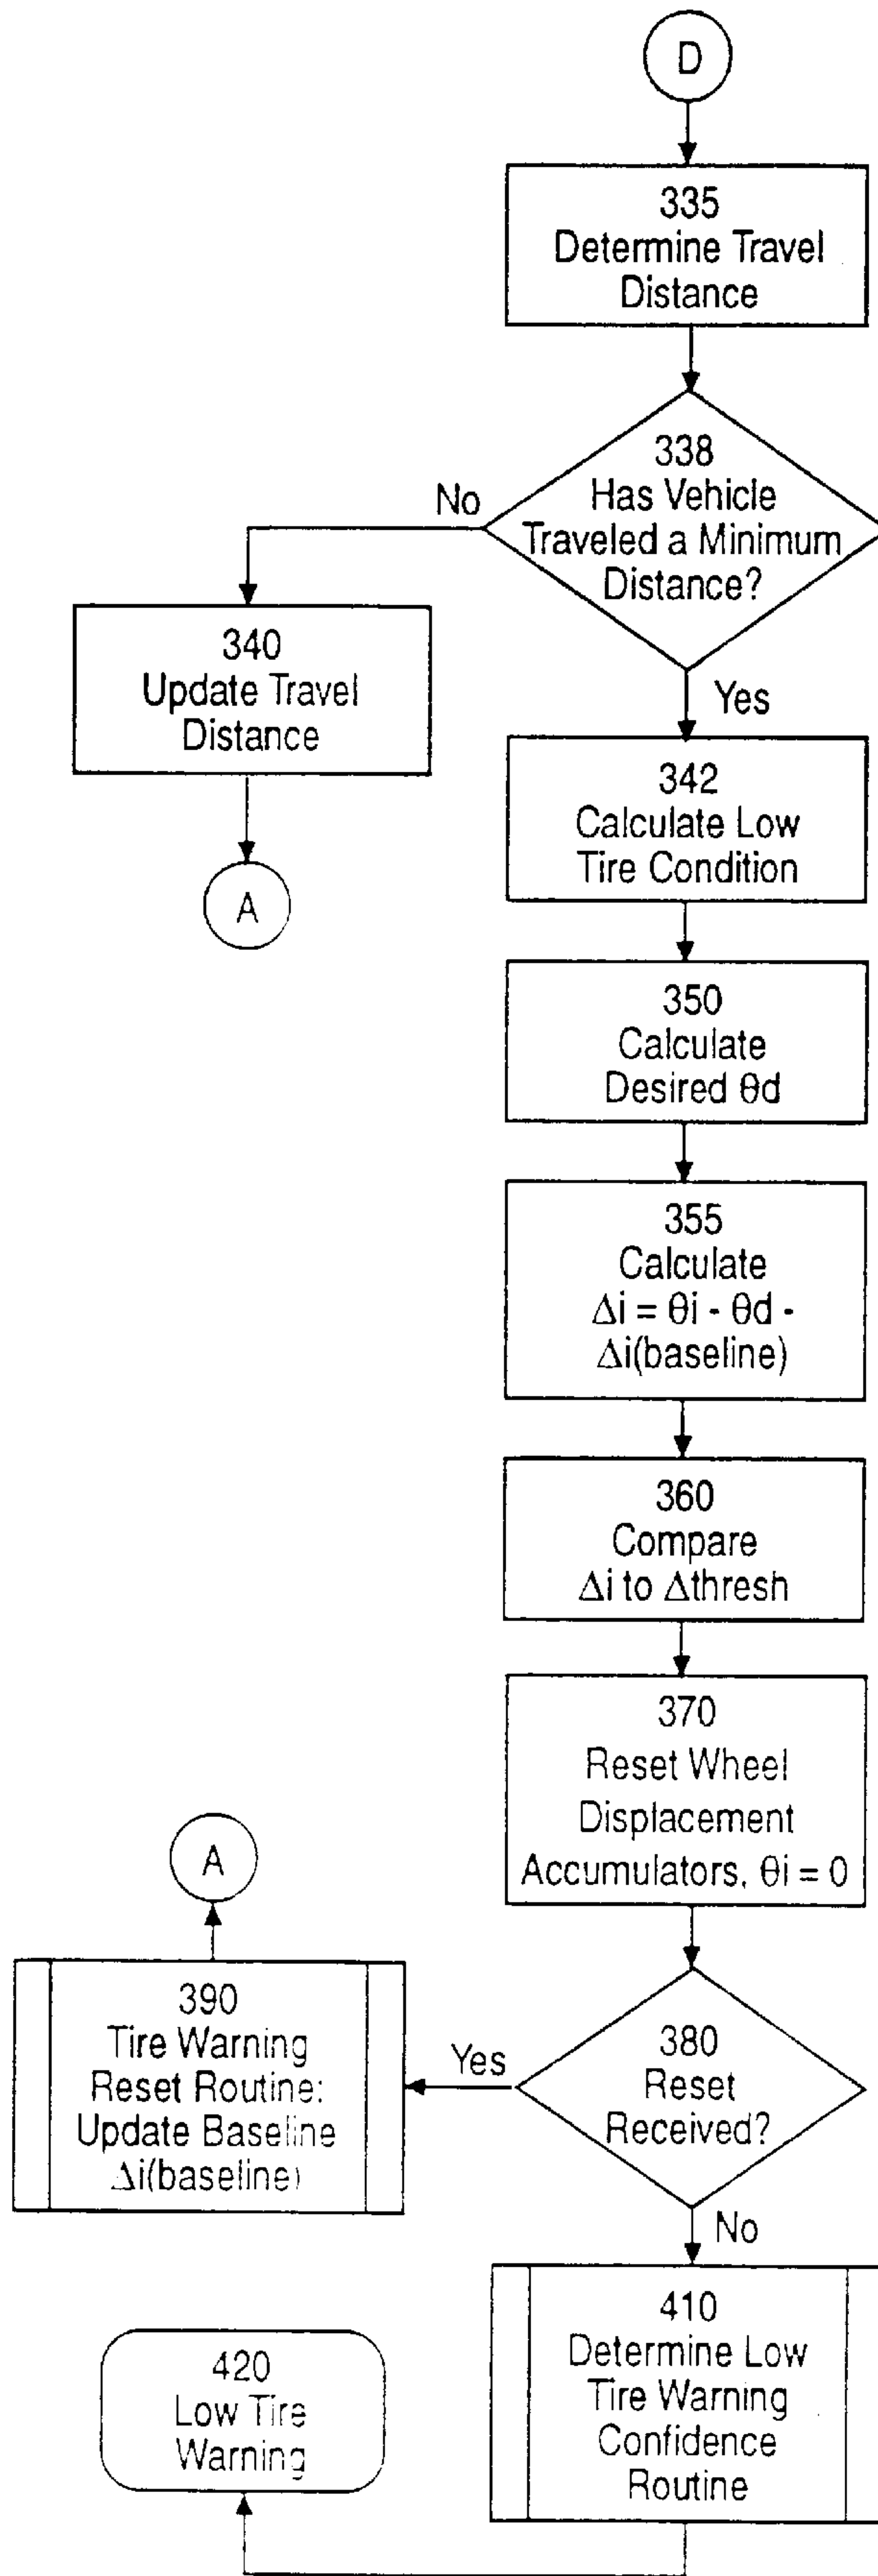 D
335
Determine Travel
Distance
338
Has Vehicle
Traveled a Minimum
Distance?
No
Yes
340
Update Travel
Distance
A
342
Calculate Low
Tire Condition
350
Calculate
Desired θd
355
Calculate
Δi = θi - θd -
Δi(baseline)
360
Compare
Δi to Δthresh
370
Reset Wheel
Displacement
Accumulators, θi = 0
380
Reset
Received?
Yes
No
A
390
Tire Warning
Reset Routine:
Update Baseline
Δi(baseline)
410
Determine Low
Tire Warning
Confidence
Routine
420
Low Tire
Warning